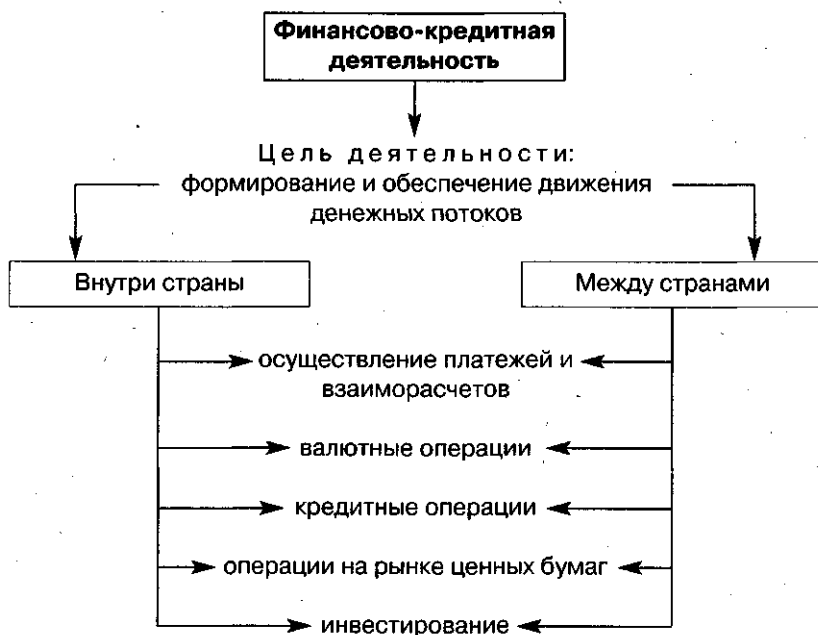 Финансово-кредитная
деятельность
Цель деятельности:
формирование и обеспечение движения
денежных потоков
Внутри страны
Между странами
осуществление платежей и
взаиморасчетов
валютные операции
кредитные операции
операции на рынке ценных бумаг
инвестирование